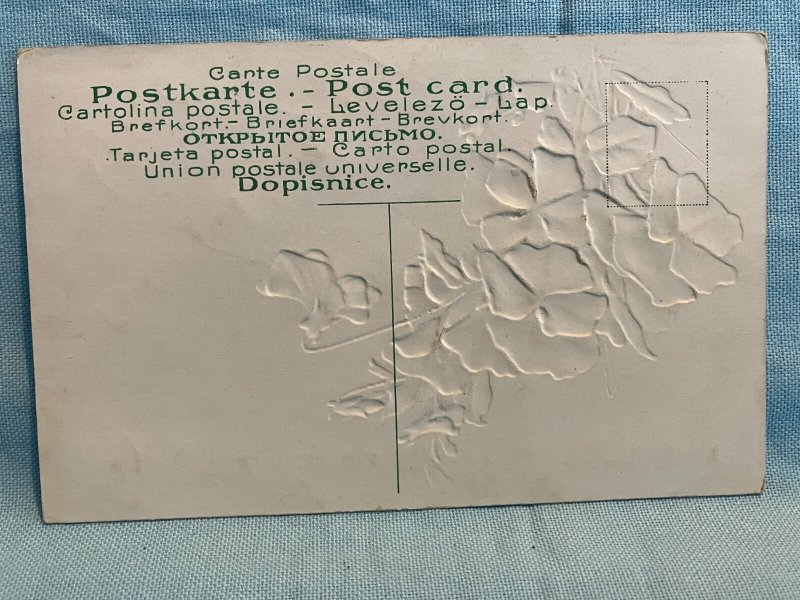 Carte Postale
Postkarte. - Post card.
Cartolina postale. - Levelezö - Lap.
Brefkort. - Briefkaart - Brevkort.
ОТКРЫТОЕ ПИСЬМО.
Tarjeta postal. - Carto postal.
Union postale universelle.
Dopisnice.